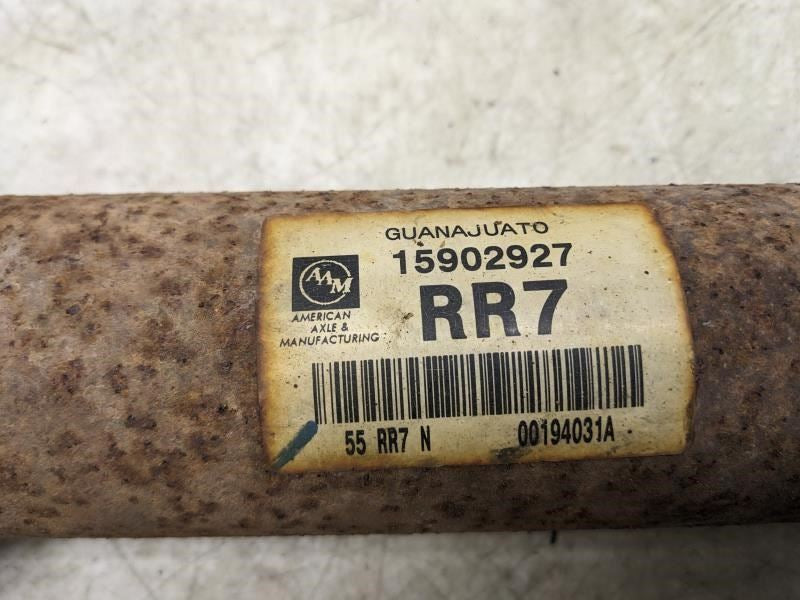 GUANAJUATO
15902927
AAM
RR7
AMERICAN
AXLE &
MANUFACTURING
55 RR7 N 00194031A